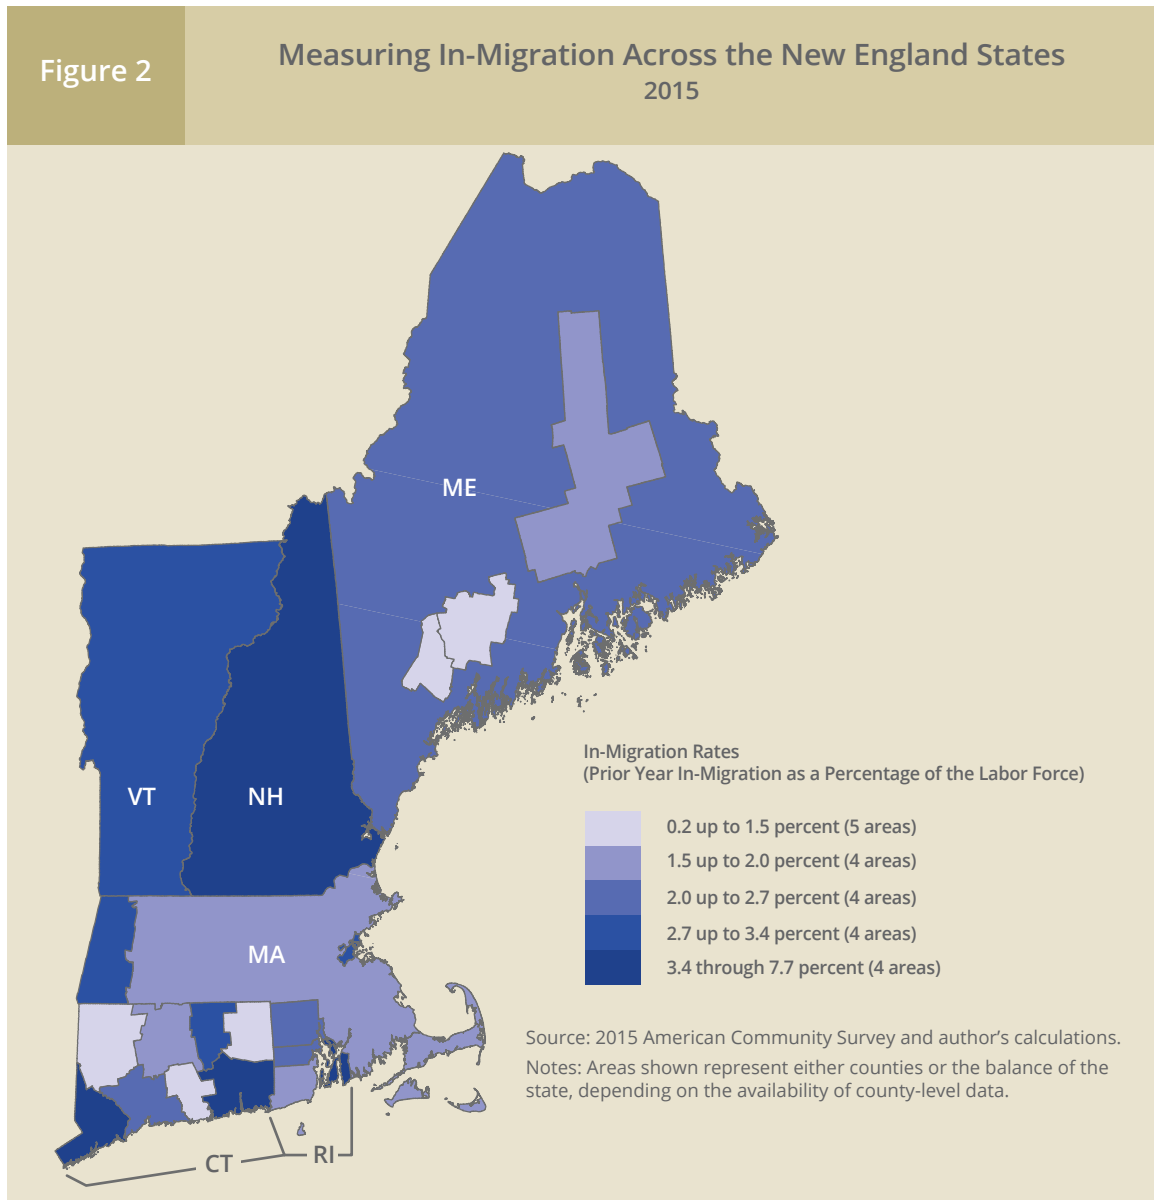 Figure 2
Measuring In-Migration Across the New England States
2015
ME
VT
NH
MA
CT
RI
In-Migration Rates
(Prior Year In-Migration as a Percentage of the Labor Force)
0.2 up to 1.5 percent (5 areas)
1.5 up to 2.0 percent (4 areas)
2.0 up to 2.7 percent (4 areas)
2.7 up to 3.4 percent (4 areas)
3.4 through 7.7 percent (4 areas)
Source: 2015 American Community Survey and author’s calculations.
Notes: Areas shown represent either counties or the balance of the
state, depending on the availability of county-level data.